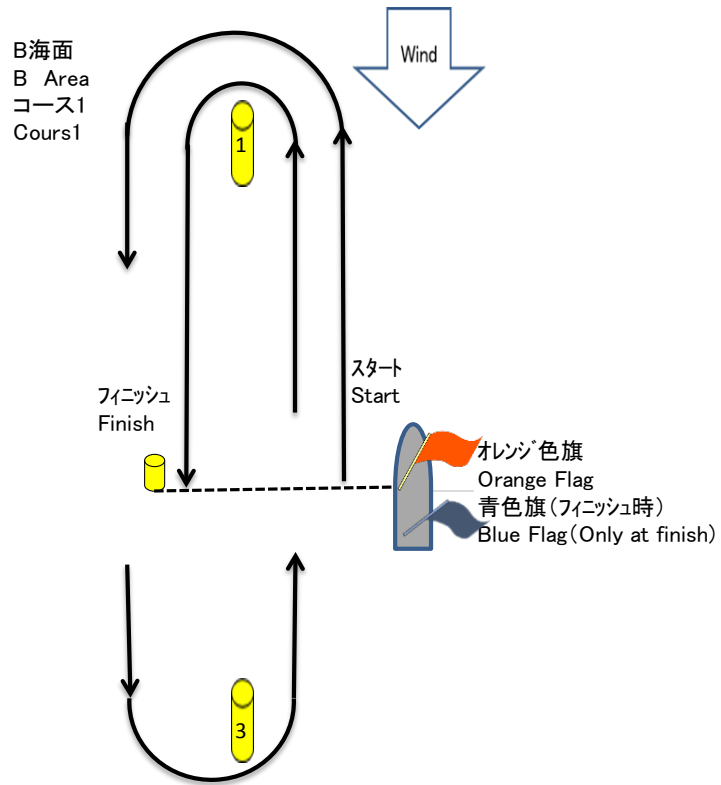 B海面
B Area
コース1
Cours1
Wind
1
スタート
Start
フィニッシュ
Finish
オレンジ色旗
Orange Flag
青色旗(フィニッシュ時)
Blue Flag(Only at finish)
3